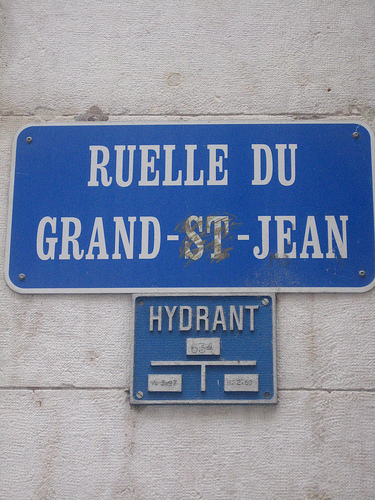 RUELLE DU
GRAND-ST-JEAN
HYDRANT
634